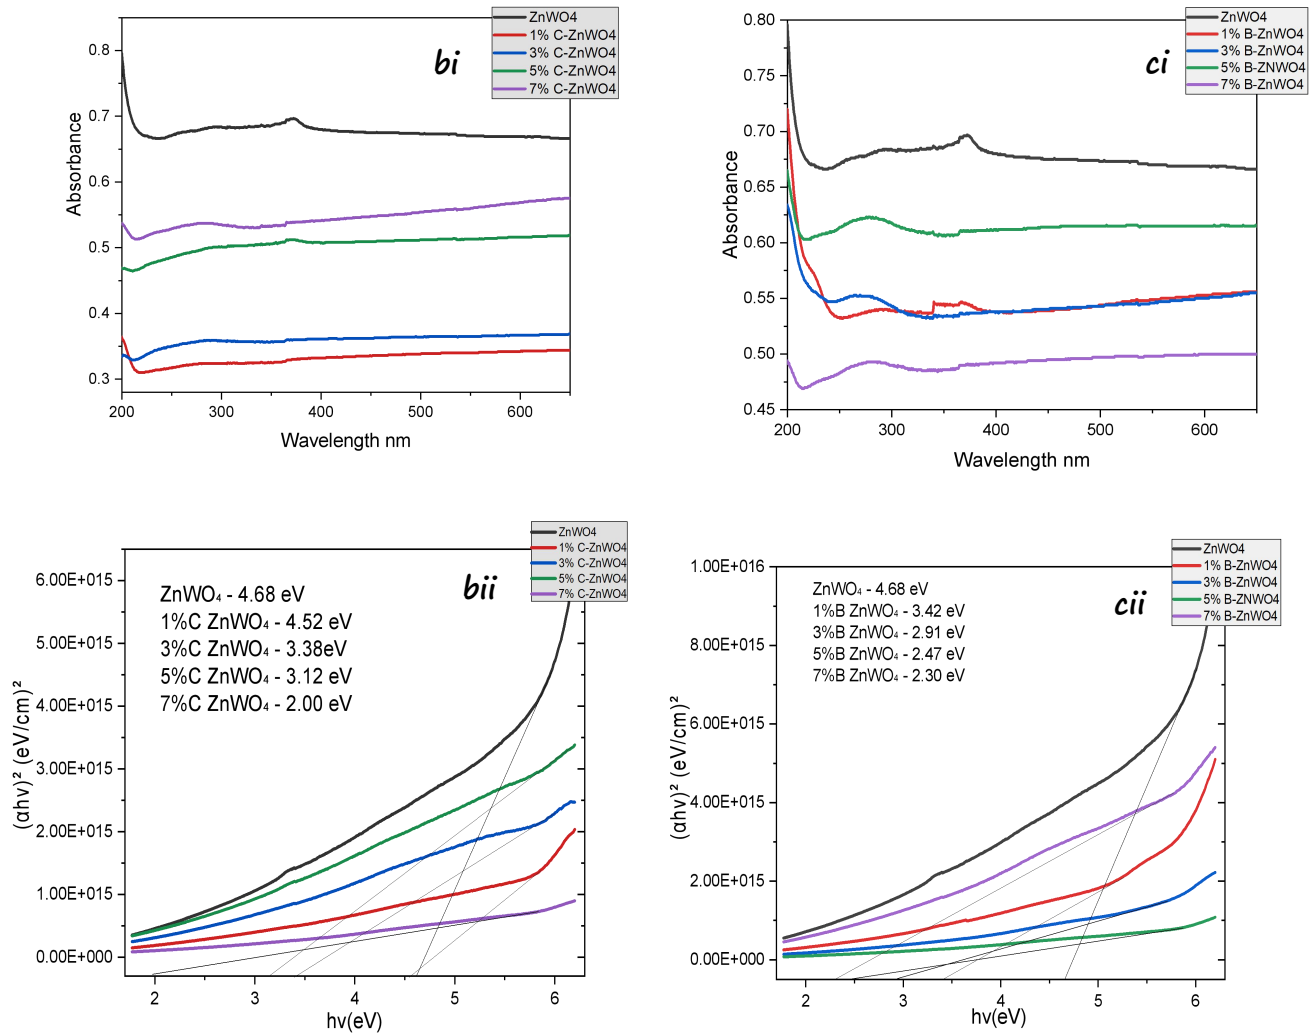 bi
ZnWO4
1% C-ZnWO4
3% C-ZnWO4
5% C-ZnWO4
7% C-ZnWO4
Absorbance
0.8
0.7
0.6
0.5
0.4
0.3
200
300
400
500
600
Wavelength nm
ci
ZnWO4
1% B-ZnWO4
3% B-ZnWO4
5% B-ZNWO4
7% B-ZnWO4
Absorbance
0.80
0.75
0.70
0.65
0.60
0.55
0.50
0.45
200
300
400
500
600
Wavelength nm
bii
ZnWO4
1% C-ZnWO4
3% C-ZnWO4
5% C-ZnWO4
7% C-ZnWO4
ZnWO₄ - 4.68 eV
1%C ZnWO₄ - 4.52 eV
3%C ZnWO₄ - 3.38eV
5%C ZnWO₄ - 3.12 eV
7%C ZnWO₄ - 2.00 eV
(αhv)² (eV/cm)²
6.00E+015
5.00E+015
4.00E+015
3.00E+015
2.00E+015
1.00E+015
0.00E+000
2
3
4
5
6
hv(eV)
cii
ZnWO4
1% B-ZnWO4
3% B-ZnWO4
5% B-ZNWO4
7% B-ZnWO4
ZnWO₄ - 4.68 eV
1%B ZnWO₄ - 3.42 eV
3%B ZnWO₄ - 2.91 eV
5%B ZnWO₄ - 2.47 eV
7%B ZnWO₄ - 2.30 eV
(αhv)² (eV/cm)²
1.00E+016
8.00E+015
6.00E+015
4.00E+015
2.00E+015
0.00E+000
2
3
4
5
6
hv(eV)